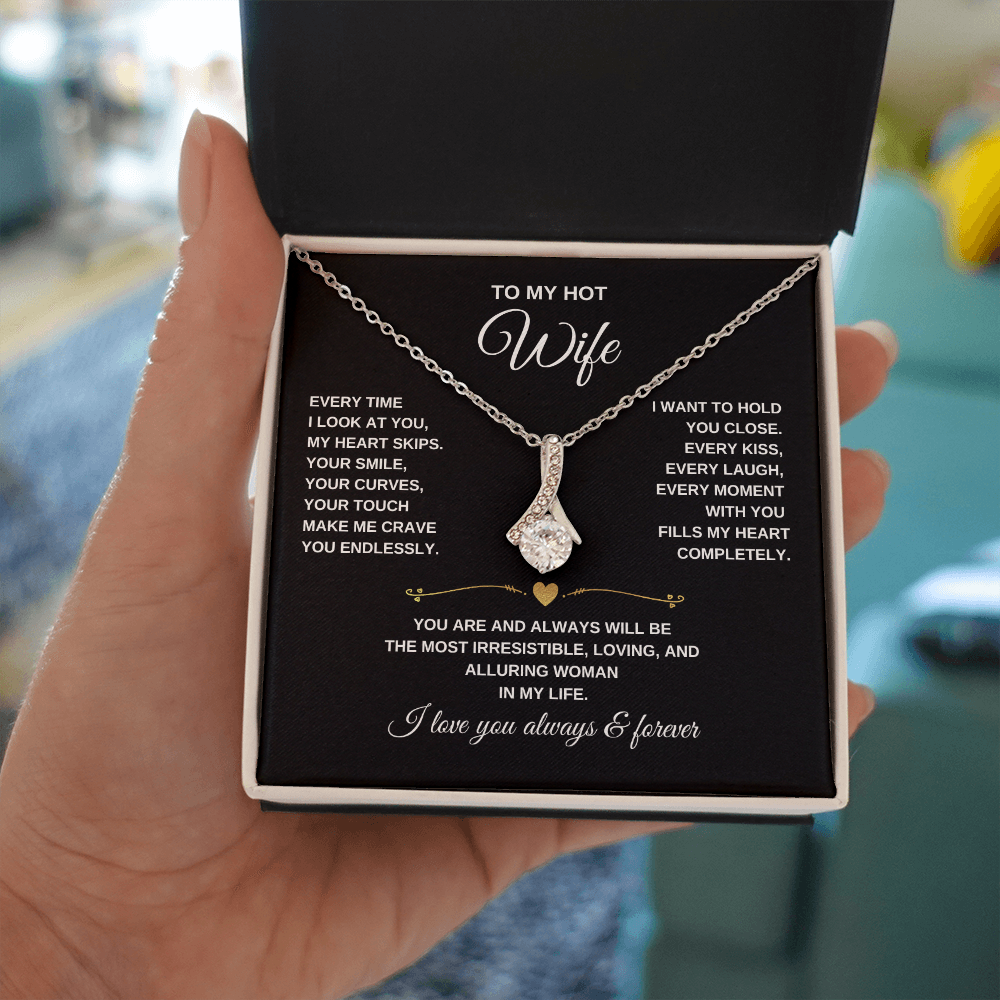 TO MY HOT
Wife
EVERY TIME
I LOOK AT YOU,
MY HEART SKIPS.
YOUR SMILE,
YOUR CURVES,
YOUR TOUCH
MAKE ME CRAVE
YOU ENDLESSLY.
I WANT TO HOLD
YOU CLOSE.
EVERY KISS,
EVERY LAUGH,
EVERY MOMENT
WITH YOU
FILLS MY HEART
COMPLETELY.
YOU ARE AND ALWAYS WILL BE
THE MOST IRRESISTIBLE, LOVING, AND
ALLURING WOMAN
IN MY LIFE.
I love you always & forever